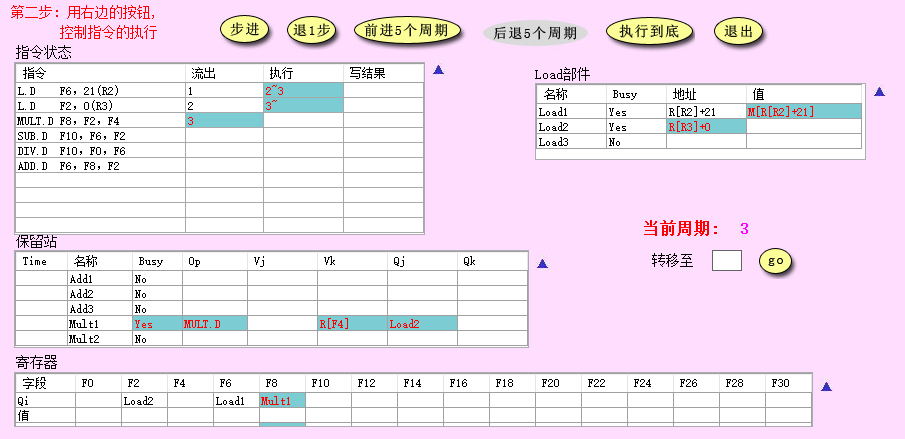 第二步：用右边的按钮，
控制指令的执行
步进 退1步 前进5个周期 后退5个周期 执行到底 退出
指令状态
指令 流出 执行 写结果
L.D F6, 21(R2) 1 2~3
L.D F2, 0(R3) 2 3~
MULT.D F8, F2, F4 3
SUB.D F10, F6, F2
DIV.D F10, F0, F6
ADD.D F6, F8, F2
Load部件
名称 Busy 地址 值
Load1 Yes R[R2]+21 M[R[R2]+21]
Load2 Yes R[R3]+0
Load3 No
当前周期： 3
转移至 go
保留站
Time 名称 Busy Op Vj Vk Qj Qk
Add1 No
Add2 No
Add3 No
Mult1 Yes MULT.D R[F4] Load2
Mult2 No
寄存器
字段 F0 F2 F4 F6 F8 F10 F12 F14 F16 F18 F20 F22 F24 F26 F28 F30
Qi Load2 Load1 Mult1
值